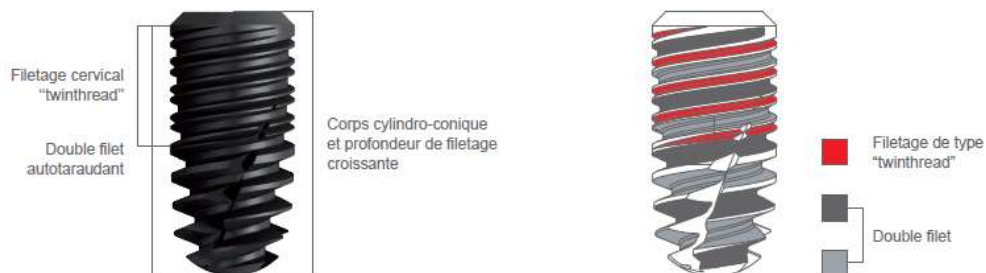 Filetage cervical
“twinthread”
Double filet
autotaraudant
Corps cylindro-conique
et profondeur de filetage
croissante
Filetage de type
“twinthread”
Double filet